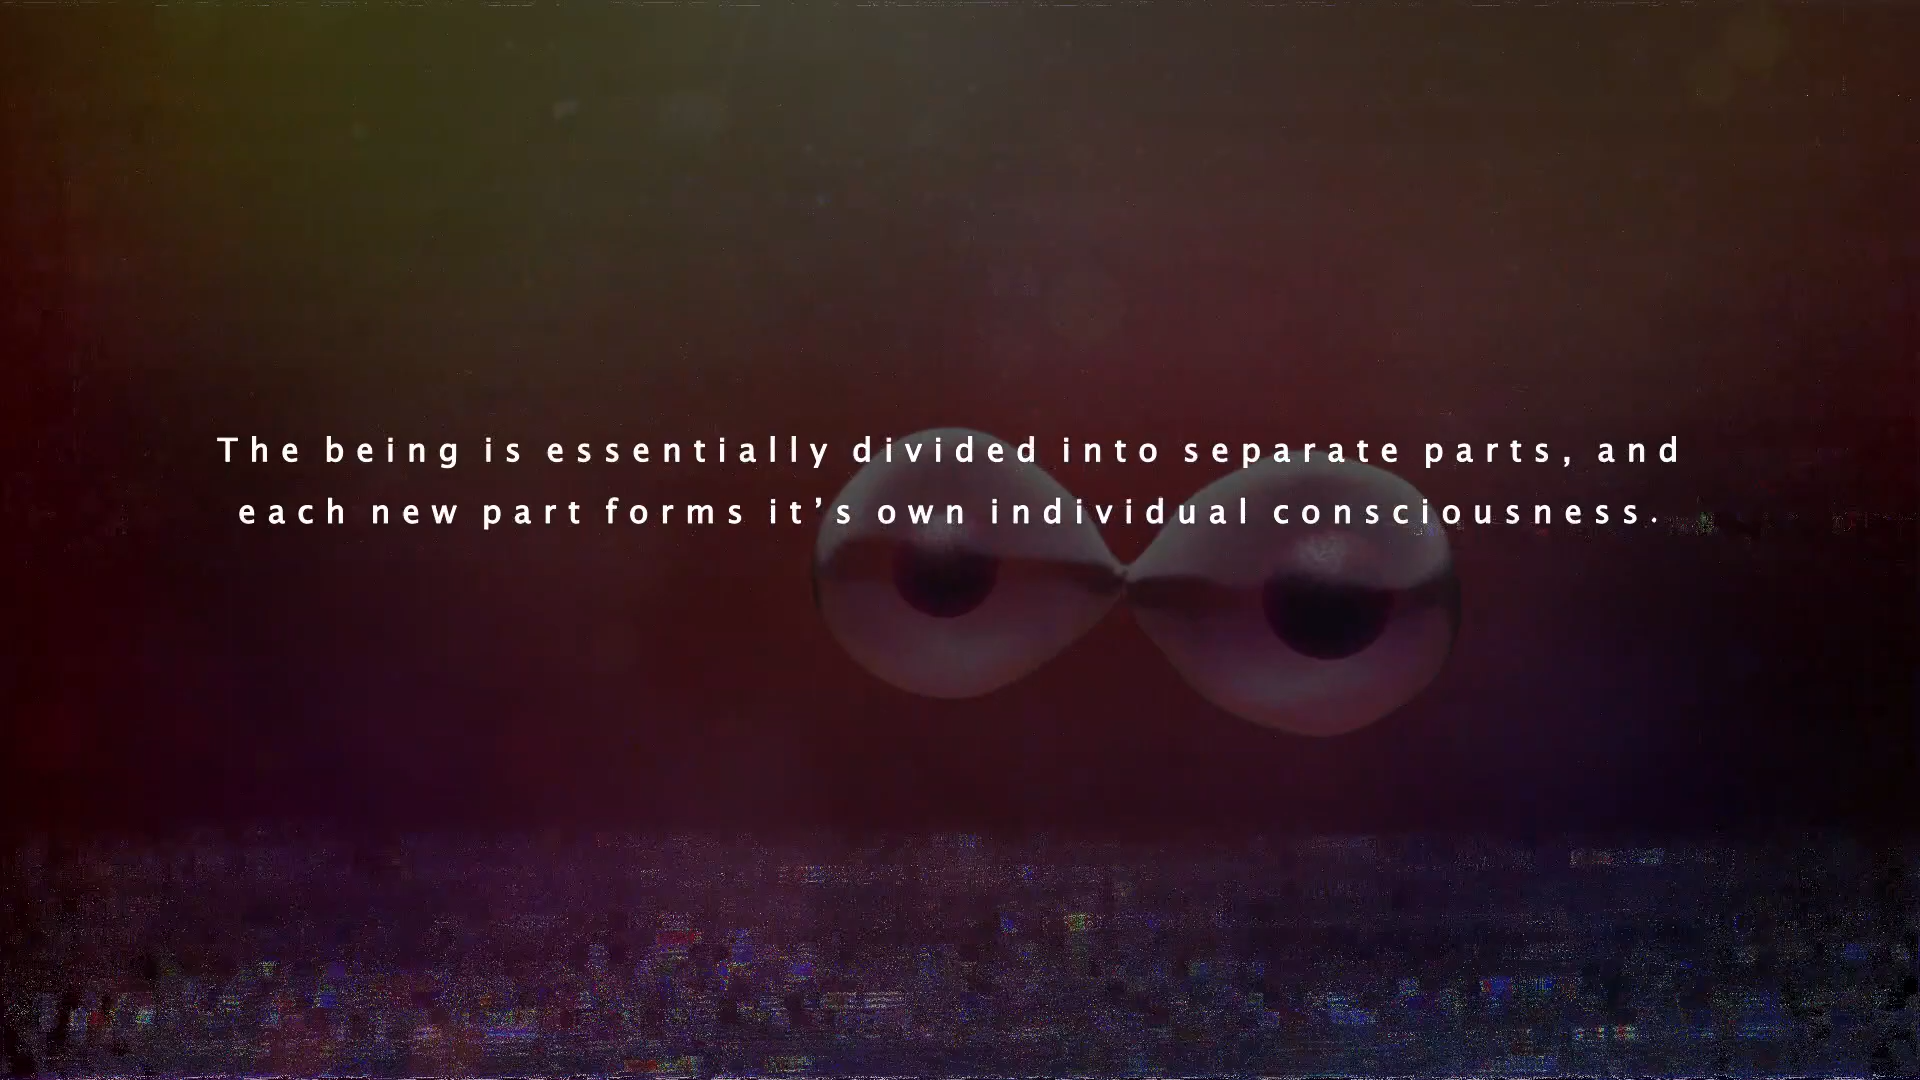 The being is essentially divided into separate parts, and
each new part forms it’s own individual consciousness.